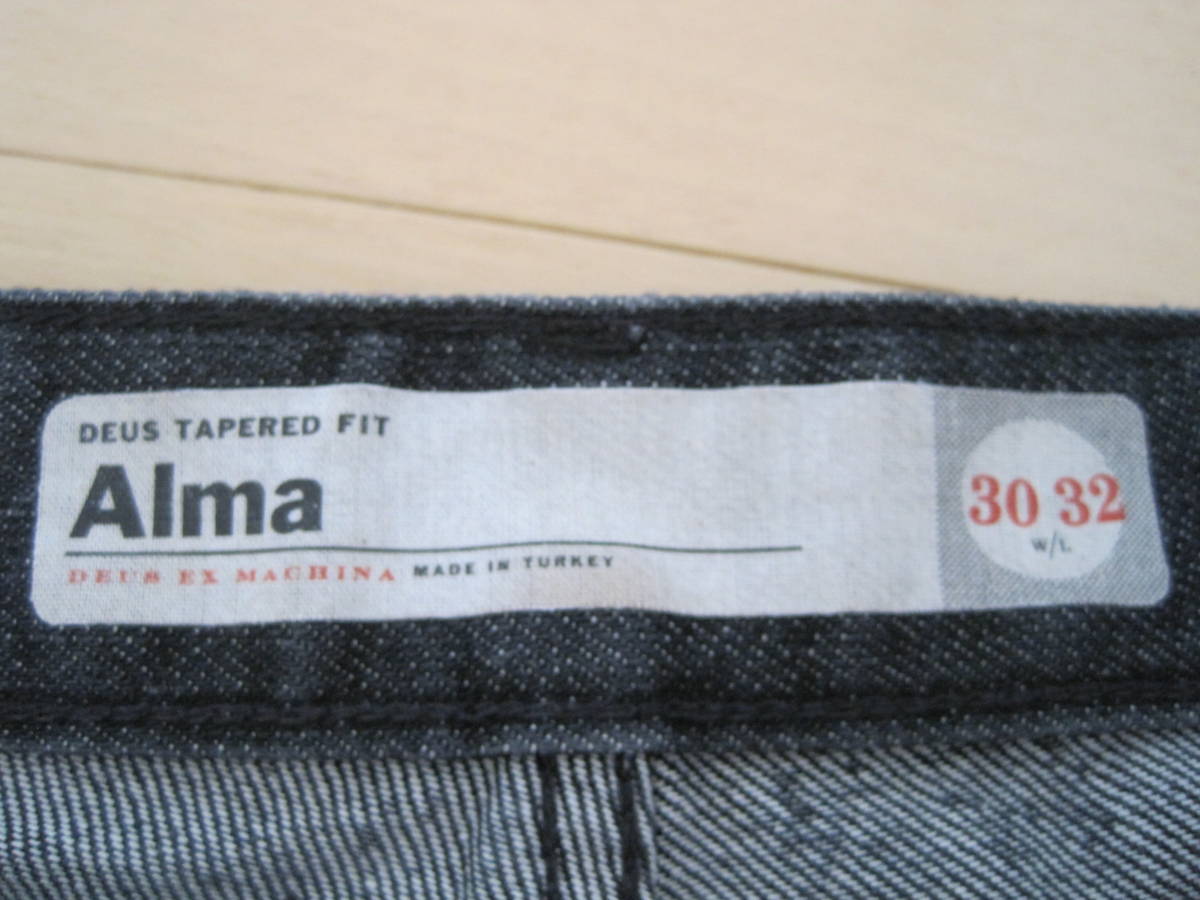 DEUS TAPERED FIT
Alma
DEUS EX MACHINA MADE IN TURKEY
30 32
W/L